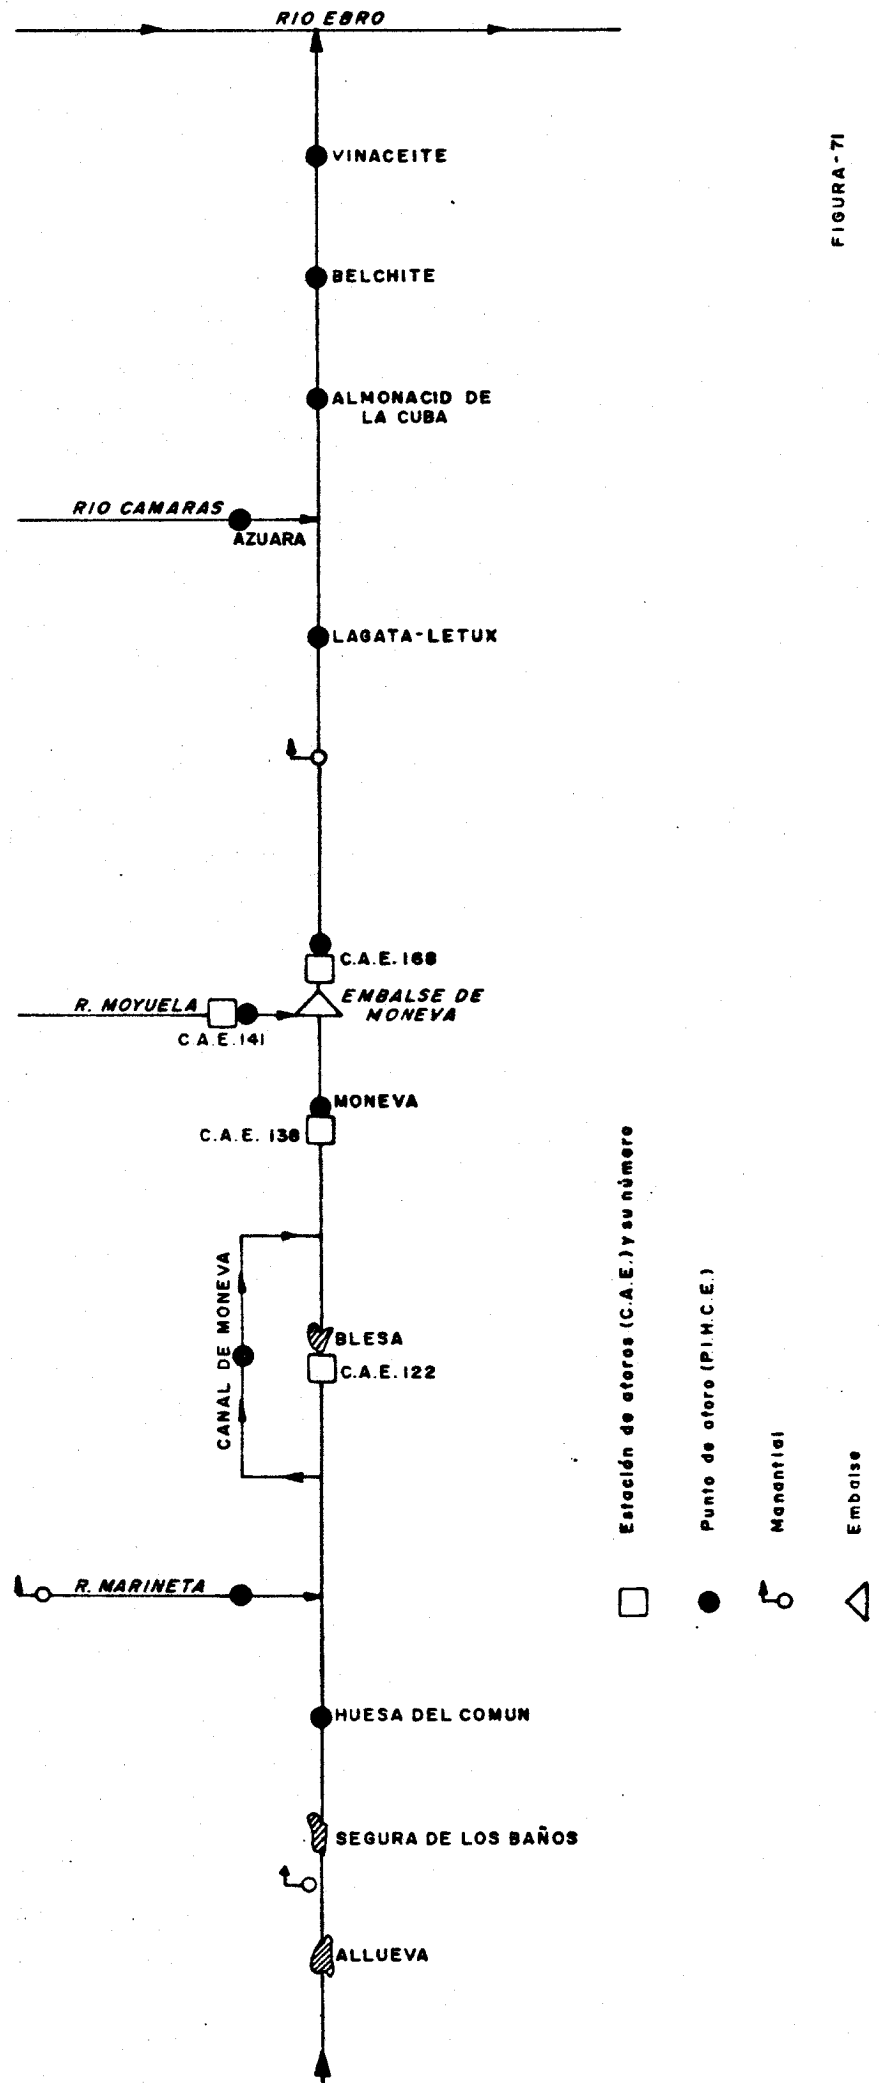 RIO EBRO
VINACEITE
FIGURA-71
BELCHITE
ALMONACID DE
LA CUBA
RIO CAMARAS
AZUARA
LAGATA-LETUX
C.A.E. 168
EMBALSE DE
MONEVA
R. MOYUELA
C.A.E. 141
MONEVA
C.A.E. 138
CANAL DE MONEVA
BLESA
C.A.E. 122
R. MARINETA
HUESA DEL COMUN
SEGURA DE LOS BAÑOS
ALLUEVA
Estación de aforos (C.A.E.) y su número
Punto de aforo (P.I.H.C.E.)
Manantial
Embalse